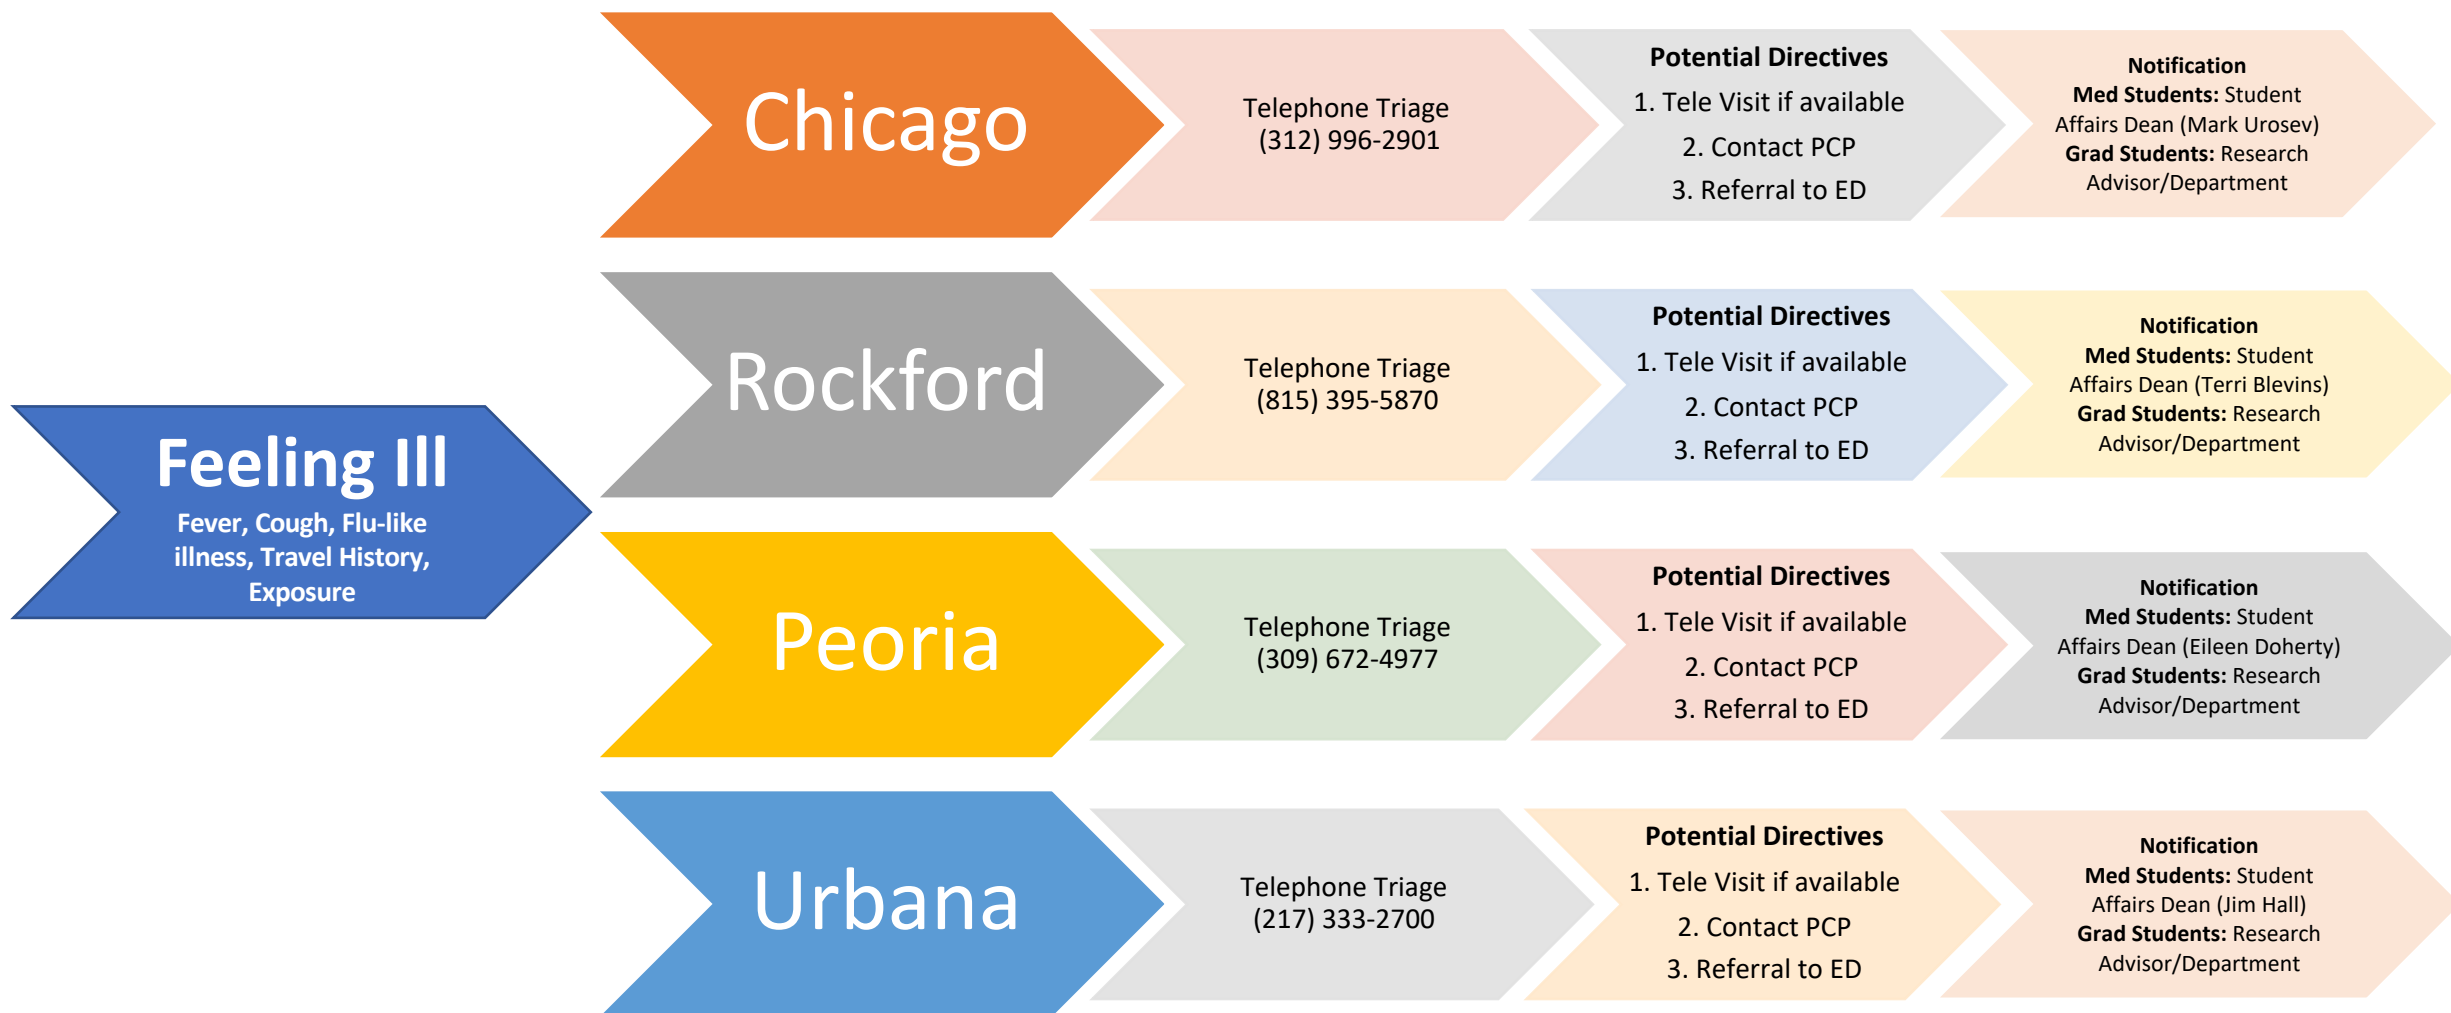 Feeling Ill
Fever, Cough, Flu-like
illness, Travel History,
Exposure
Chicago
Telephone Triage
(312) 996-2901
Potential Directives
1. Tele Visit if available
2. Contact PCP
3. Referral to ED
Notification
Med Students: Student
Affairs Dean (Mark Urosev)
Grad Students: Research
Advisor/Department
Rockford
Telephone Triage
(815) 395-5870
Potential Directives
1. Tele Visit if available
2. Contact PCP
3. Referral to ED
Notification
Med Students: Student
Affairs Dean (Terri Blevins)
Grad Students: Research
Advisor/Department
Peoria
Telephone Triage
(309) 672-4977
Potential Directives
1. Tele Visit if available
2. Contact PCP
3. Referral to ED
Notification
Med Students: Student
Affairs Dean (Eileen Doherty)
Grad Students: Research
Advisor/Department
Urbana
Telephone Triage
(217) 333-2700
Potential Directives
1. Tele Visit if available
2. Contact PCP
3. Referral to ED
Notification
Med Students: Student
Affairs Dean (Jim Hall)
Grad Students: Research
Advisor/Department